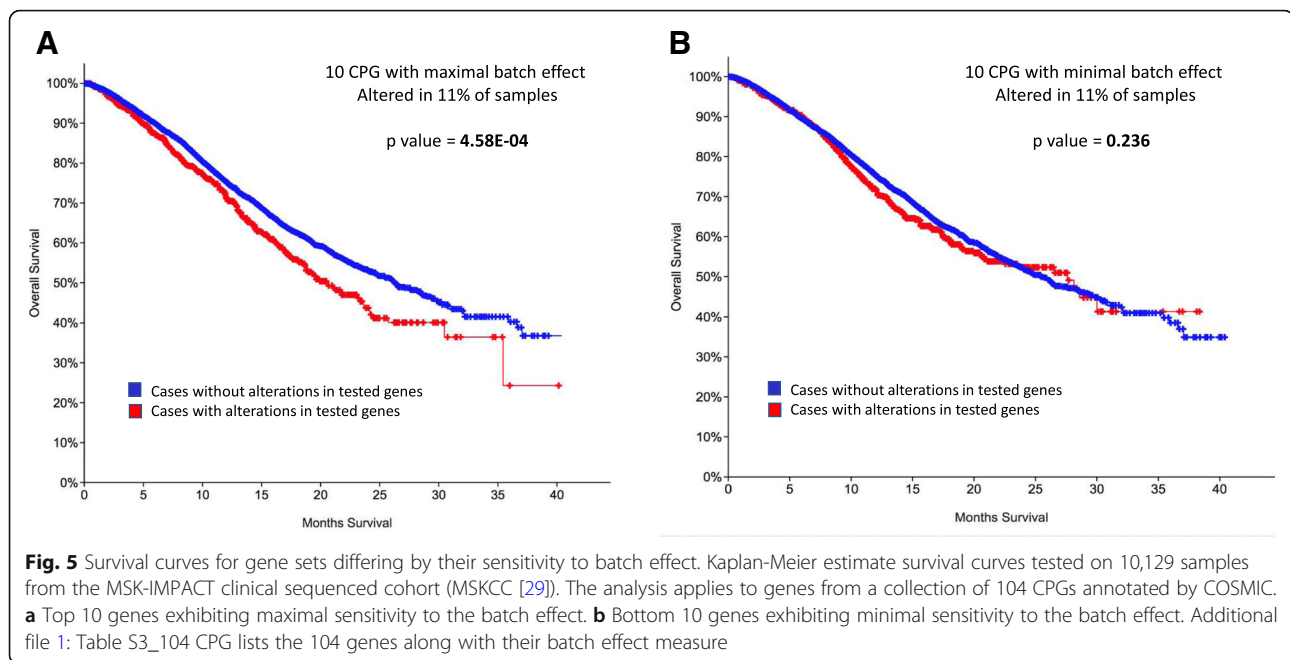 A
10 CPG with maximal batch effect
Altered in 11% of samples
p value = 4.58E-04
100%
90%
80%
70%
60%
50%
40%
30%
20%
10%
0%
Overall Survival
Cases without alterations in tested genes
Cases with alterations in tested genes
0 5 10 15 20 25 30 35 40
Months Survival
B
10 CPG with minimal batch effect
Altered in 11% of samples
p value = 0.236
100%
90%
80%
70%
60%
50%
40%
30%
20%
10%
0%
Overall Survival
Cases without alterations in tested genes
Cases with alterations in tested genes
0 5 10 15 20 25 30 35 40
Months Survival
Fig. 5 Survival curves for gene sets differing by their sensitivity to batch effect. Kaplan-Meier estimate survival curves tested on 10,129 samples
from the MSK-IMPACT clinical sequenced cohort (MSKCC [29]). The analysis applies to genes from a collection of 104 CPGs annotated by COSMIC.
a Top 10 genes exhibiting maximal sensitivity to the batch effect. b Bottom 10 genes exhibiting minimal sensitivity to the batch effect. Additional
file 1: Table S3_104 CPG lists the 104 genes along with their batch effect measure